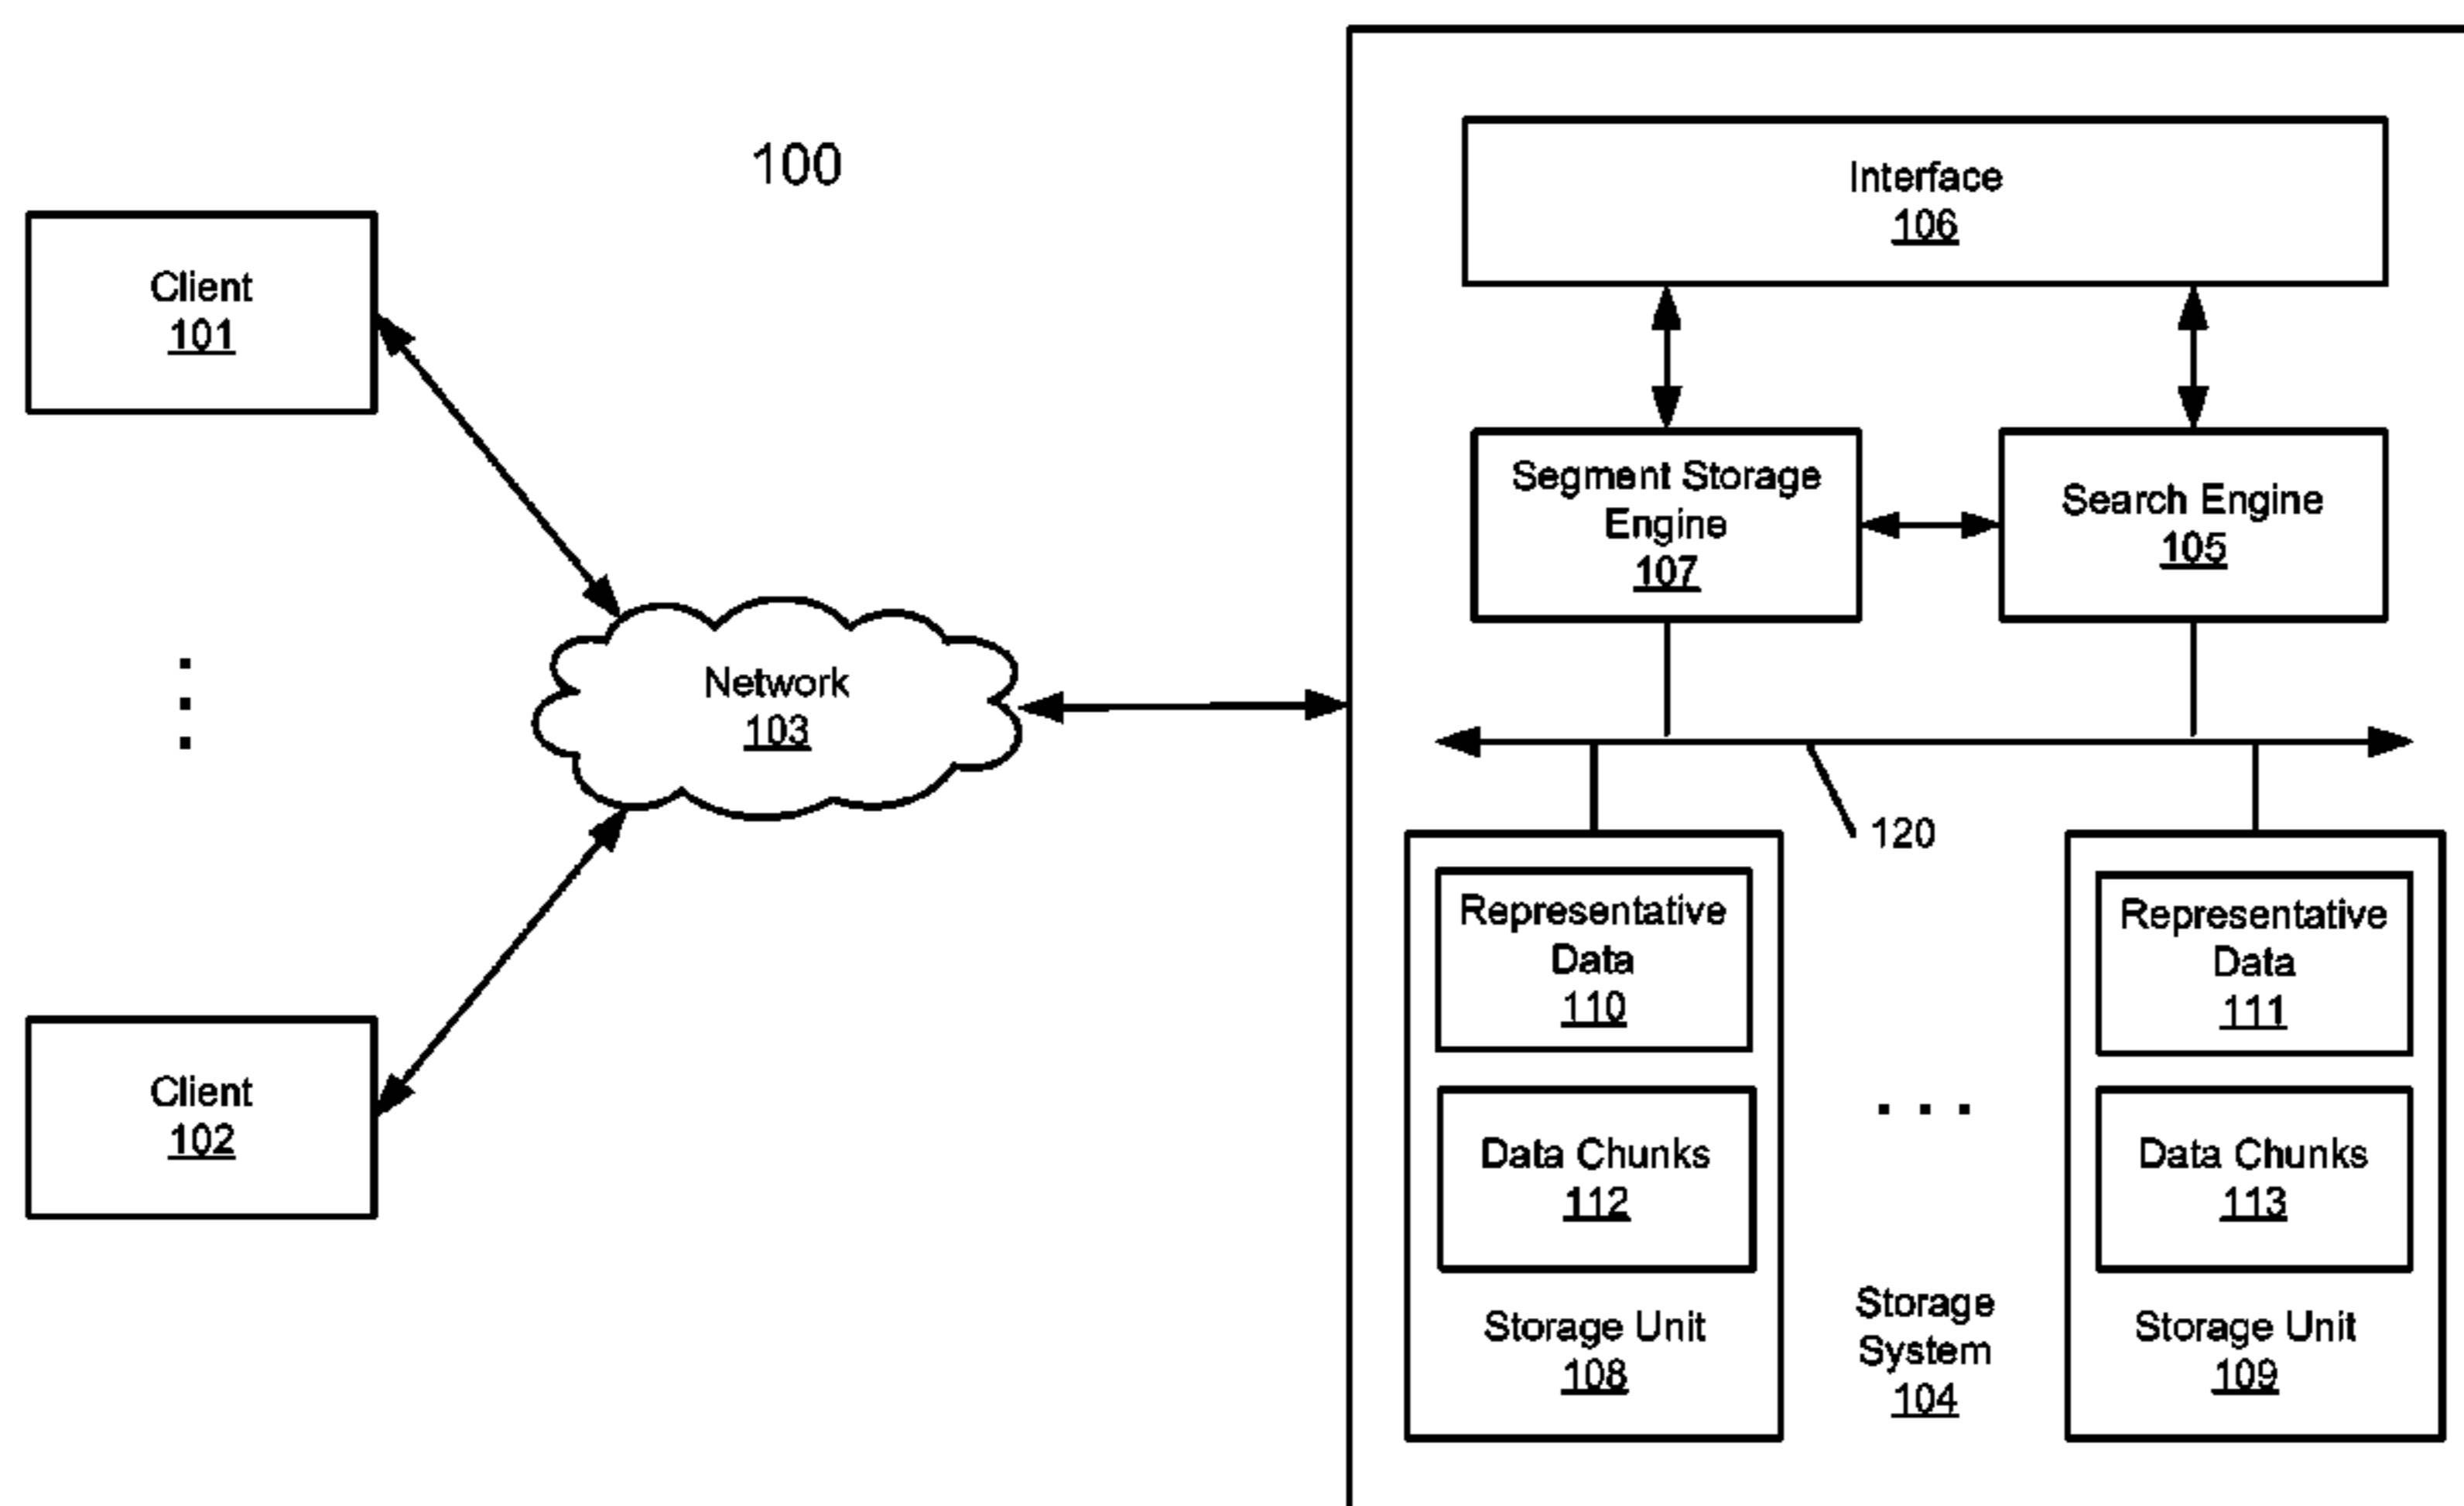 100
Client
101
Client
102
Network
103
Interface
106
Segment Storage
Engine
107
Search Engine
105
120
Representative
Data
110
Data Chunks
112
Storage Unit
108
. . .
Storage
System
104
Representative
Data
111
Data Chunks
113
Storage Unit
109